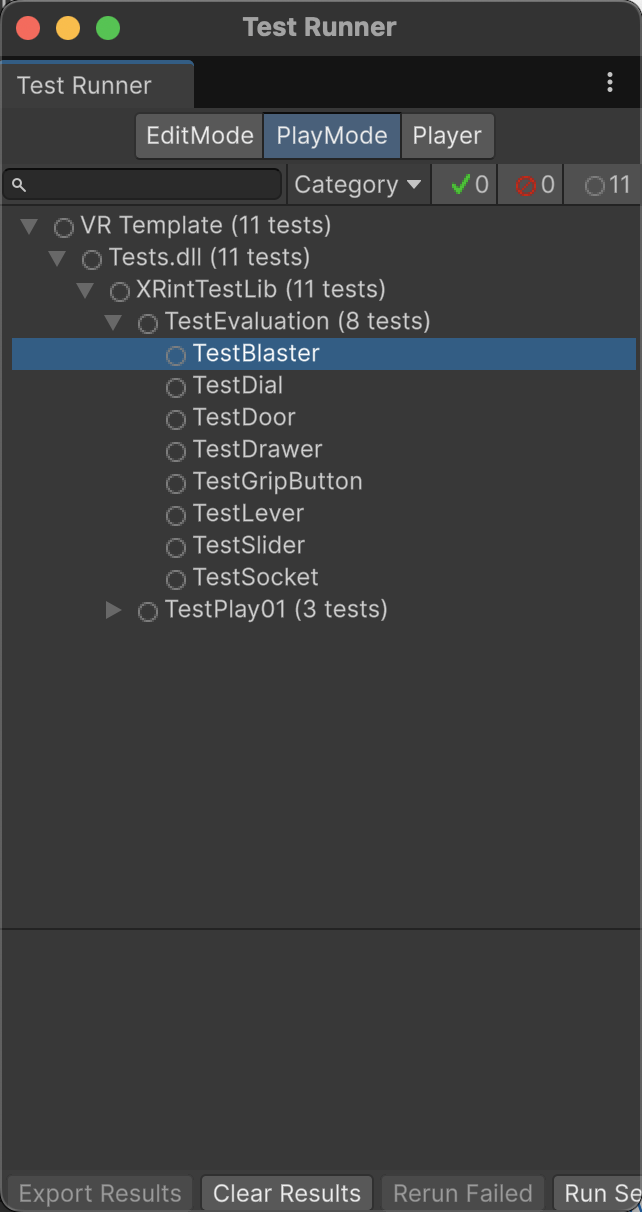 Test Runner
Test Runner
EditMode PlayMode Player
Category 0 0 11
VR Template (11 tests)
Tests.dll (11 tests)
XRintTestLib (11 tests)
TestEvaluation (8 tests)
TestBlaster
TestDial
TestDoor
TestDrawer
TestGripButton
TestLever
TestSlider
TestSocket
TestPlay01 (3 tests)
Export Results Clear Results Rerun Failed Run Se